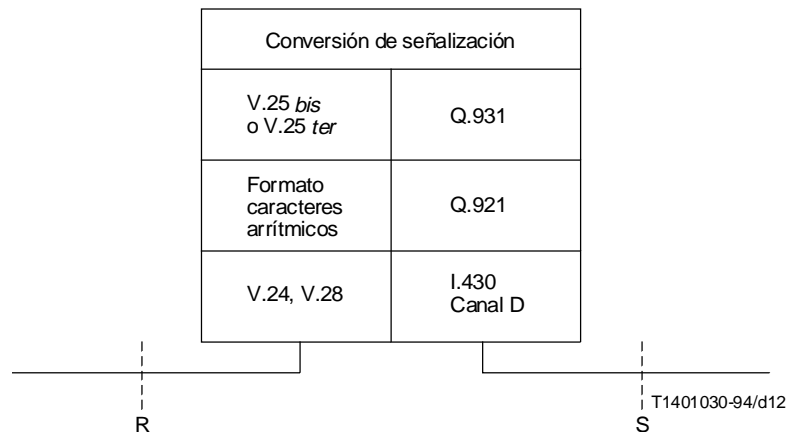 Conversión de señalización
V.25 bis
o V.25 ter
Q.931
Formato
caracteres
arrítmicos
Q.921
V.24, V.28
I.430
Canal D
T1401030-94/d12
R
S